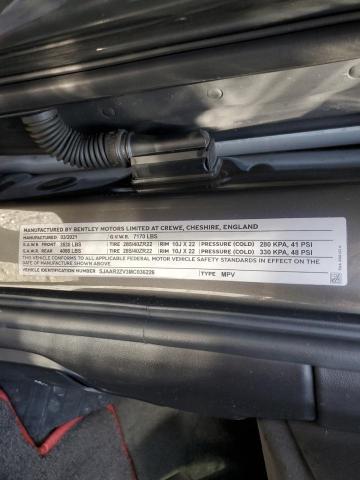 MANUFACTURED BY BENTLEY MOTORS LIMITED AT CREWE, CHESHIRE, ENGLAND
MANUFACTURED 03/2021 G.V.W.R. 7170 LBS
G.A.W.R FRONT 3530 LBS TIRE 285/40ZR22 RIM 10J X 22 PRESSURE (COLD) 280 KPA, 41 PSI
G.A.W.R. REAR 4088 LBS TIRE 285/40ZR22 RIM 10J X 22 PRESSURE (COLD) 330 KPA, 48 PSI
THIS VEHICLE CONFORMS TO ALL APPLICABLE FEDERAL MOTOR VEHICLE SAFETY STANDARDS IN EFFECT ON THE
DATE OF MANUFACTURE SHOWN ABOVE.
VEHICLE IDENTIFICATION NUMBER: SJAAR2ZV3MC036226 TYPE: MPV